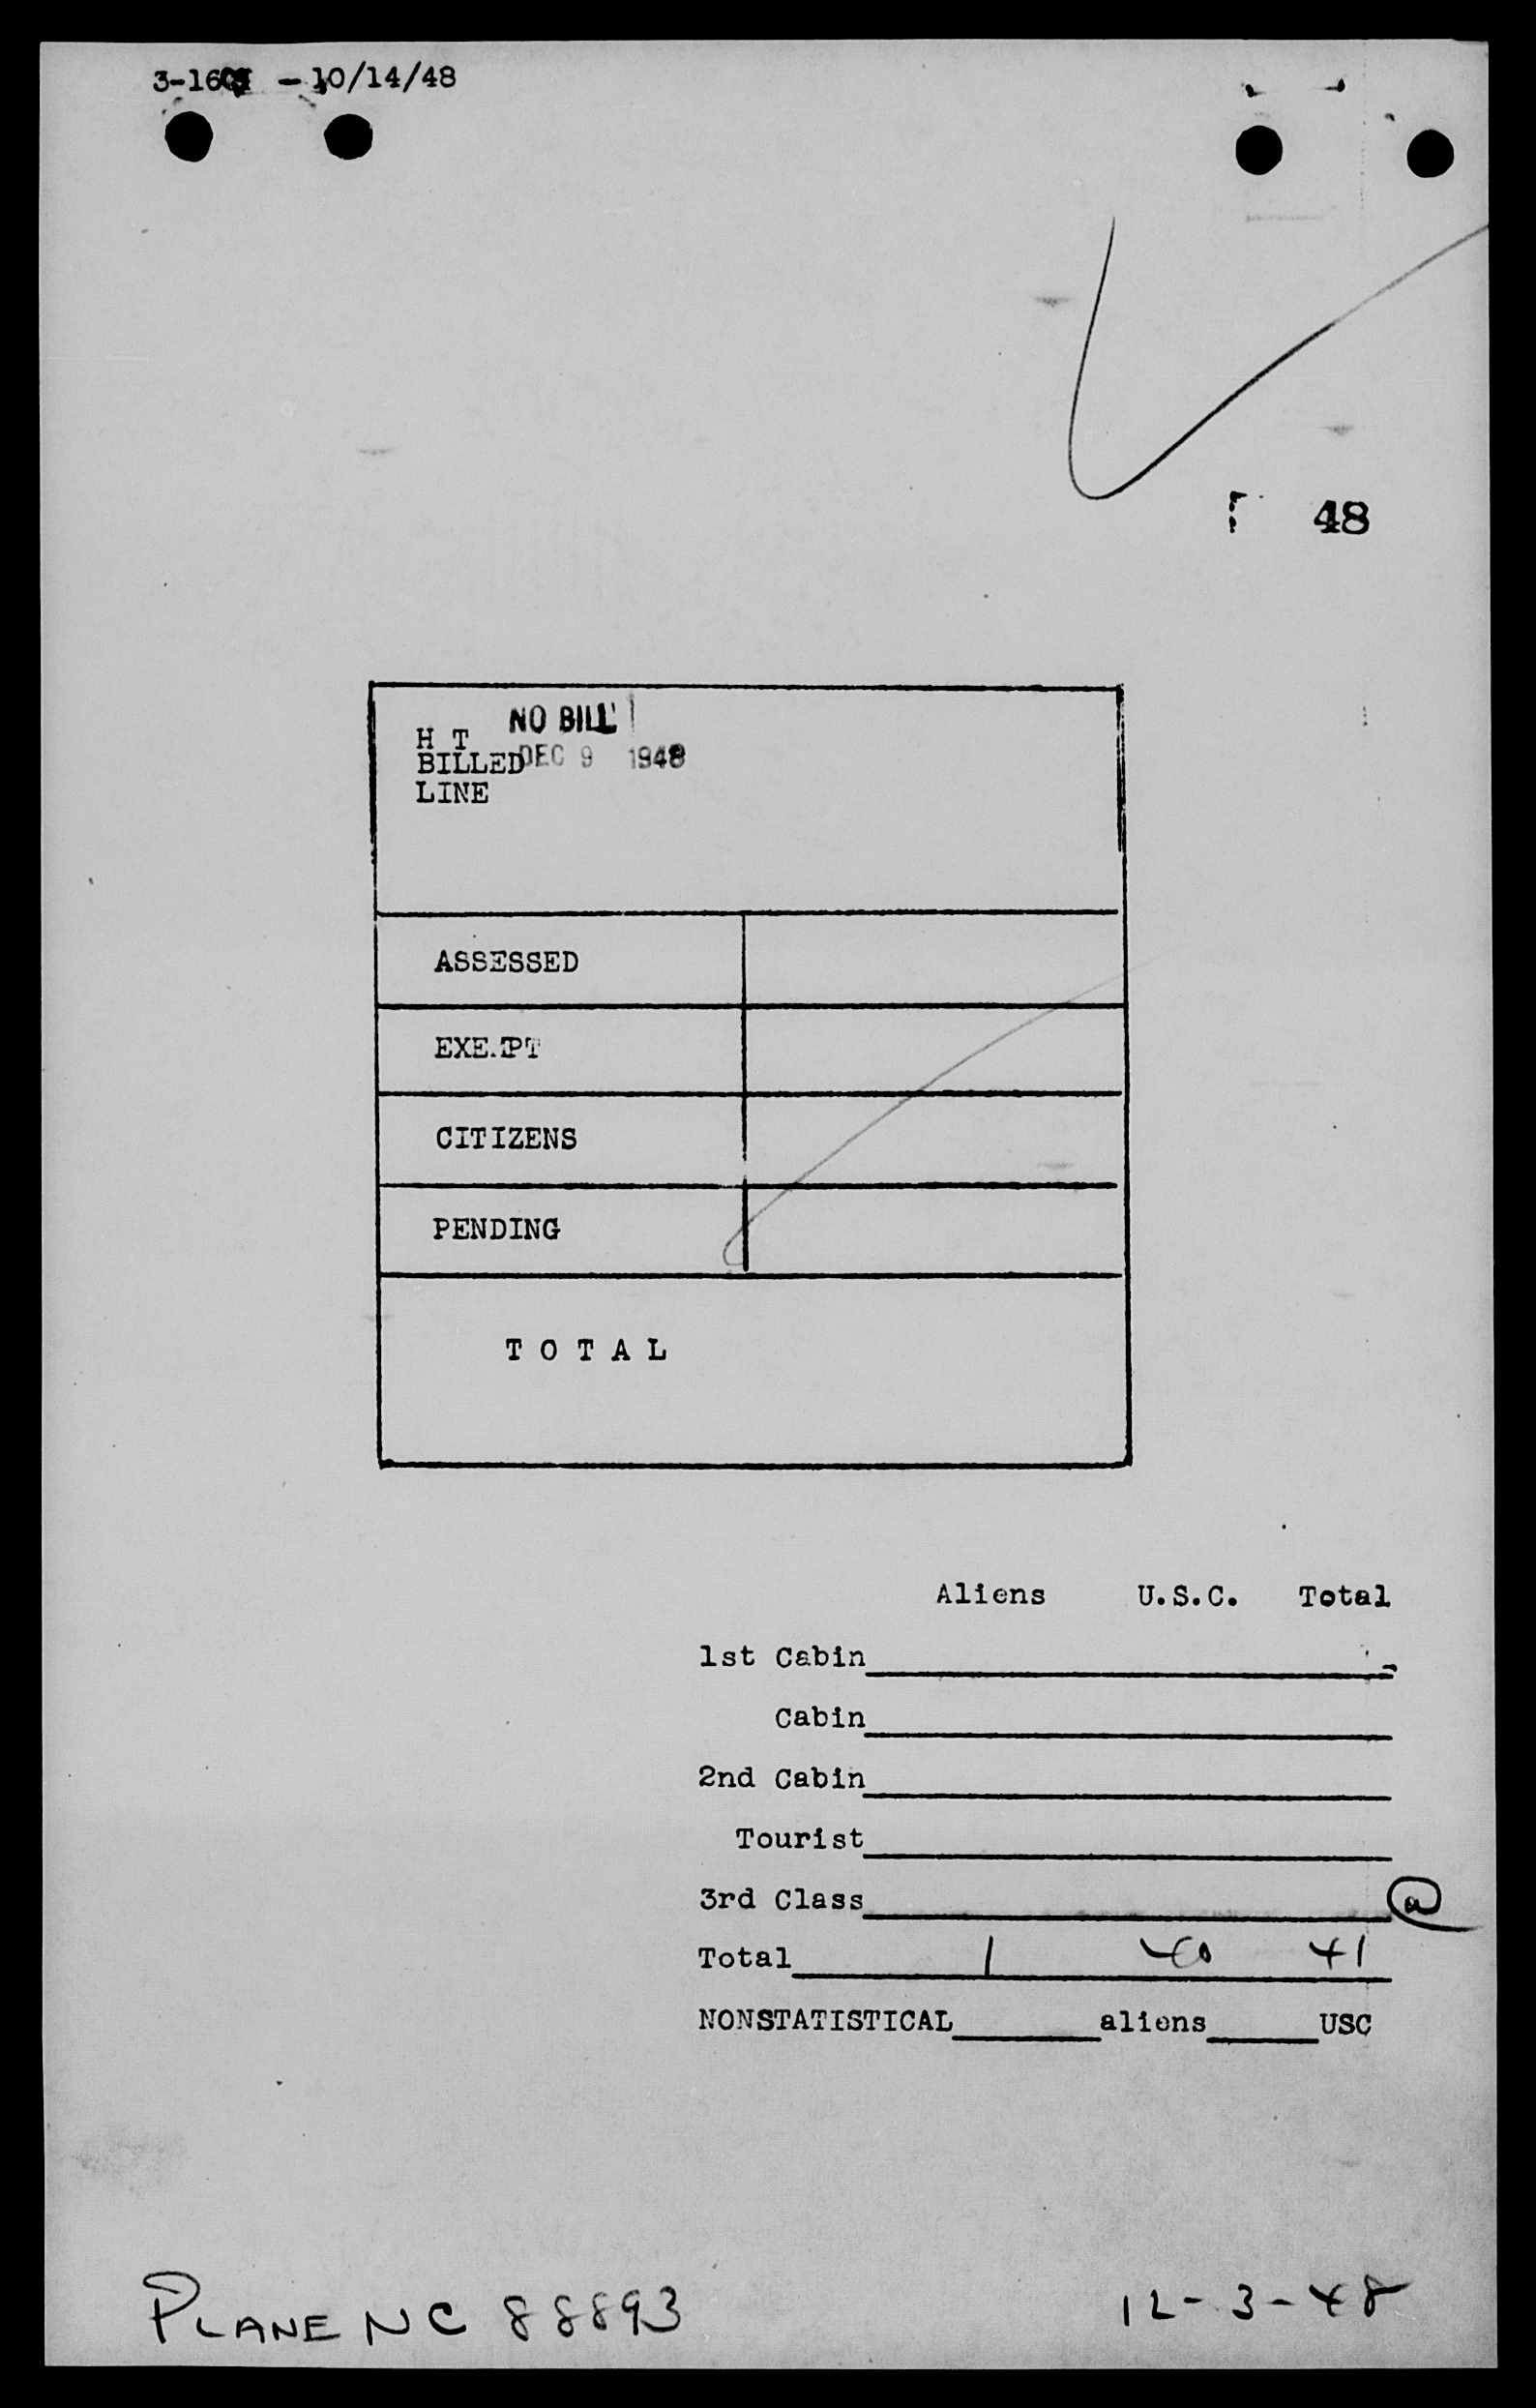 - 10/14/48
48
NO BILL
H T
BILLED DEC 9 1948
LINE
ASSESSED
EXE.PT
CITIZENS
PENDING
T O T A L
Aliens U.S.C. Total
1st Cabin
Cabin
2nd Cabin
Tourist
3rd Class
Total 1 40 41
NONSTATISTICAL aliens USC
PLANE NC 88893 12-3-48